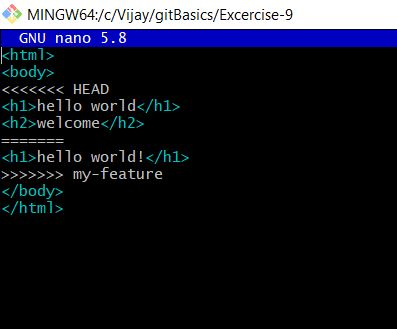 MINGW64:/c/Vijay/gitBasics/Excercise-9
GNU nano 5.8
<html>
<body>
<<<<<<< HEAD
<h1>hello world</h1>
<h2>welcome</h2>
=======
<h1>hello world!</h1>
>>>>>>> my-feature
</body>
</html>